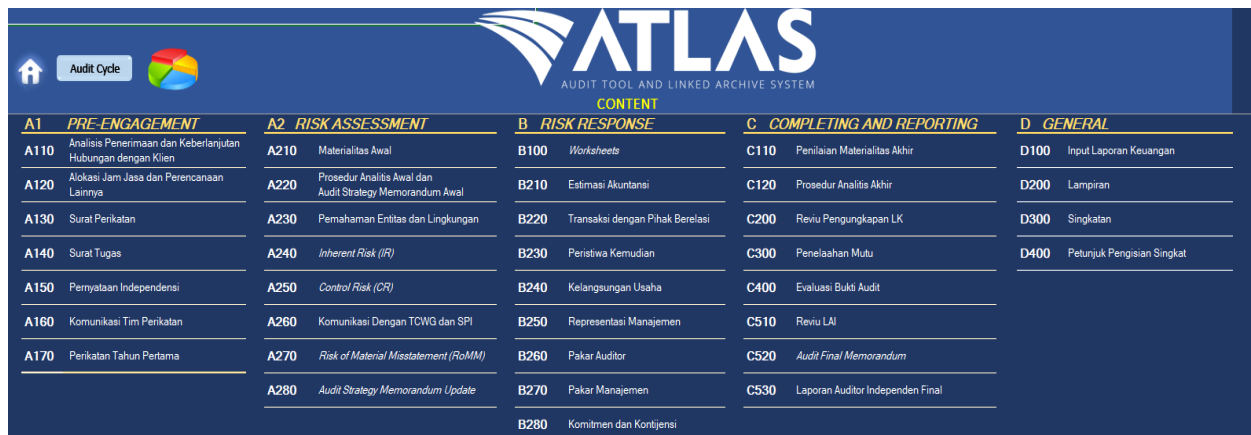 ATLAS
AUDIT TOOL AND LINKED ARCHIVE SYSTEM
Audit Cycle
CONTENT
A1 PRE-ENGAGEMENT
A110 Analisis Penerimaan dan Keberlanjutan
Hubungan dengan Klien
A120 Alokasi Jam Jasa dan Perencanaan
Lainnya
A130 Surat Perikatan
A140 Surat Tugas
A150 Pernyataan Independensi
A160 Komunikasi Tim Perikatan
A170 Perikatan Tahun Pertama
A2 RISK ASSESSMENT
A210 Materialitas Awal
A220 Prosedur Analitis Awal dan
Audit Strategy Memorandum Awal
A230 Pemahaman Entitas dan Lingkungan
A240 Inherent Risk (IR)
A250 Control Risk (CR)
A260 Komunikasi Dengan TCWG dan SPI
A270 Risk of Material Misstatement (RoMM)
A280 Audit Strategy Memorandum Update
B RISK RESPONSE
B100 Worksheets
B210 Estimasi Akuntansi
B220 Transaksi dengan Pihak Berelasi
B230 Peristiwa Kemudian
B240 Kelangsungan Usaha
B250 Representasi Manajemen
B260 Pakar Auditor
B270 Pakar Manajemen
B280 Komitmen dan Kontijensi
C COMPLETING AND REPORTING
C110 Penilaian Materialitas Akhir
C120 Prosedur Analitis Akhir
C200 Reviu Pengungkapan LK
C300 Penelaahan Mutu
C400 Evaluasi Bukti Audit
C510 Reviu LAI
C520 Audit Final Memorandum
C530 Laporan Auditor Independen Final
D GENERAL
D100 Input Laporan Keuangan
D200 Lampiran
D300 Singkatan
D400 Petunjuk Pengisian Singkat